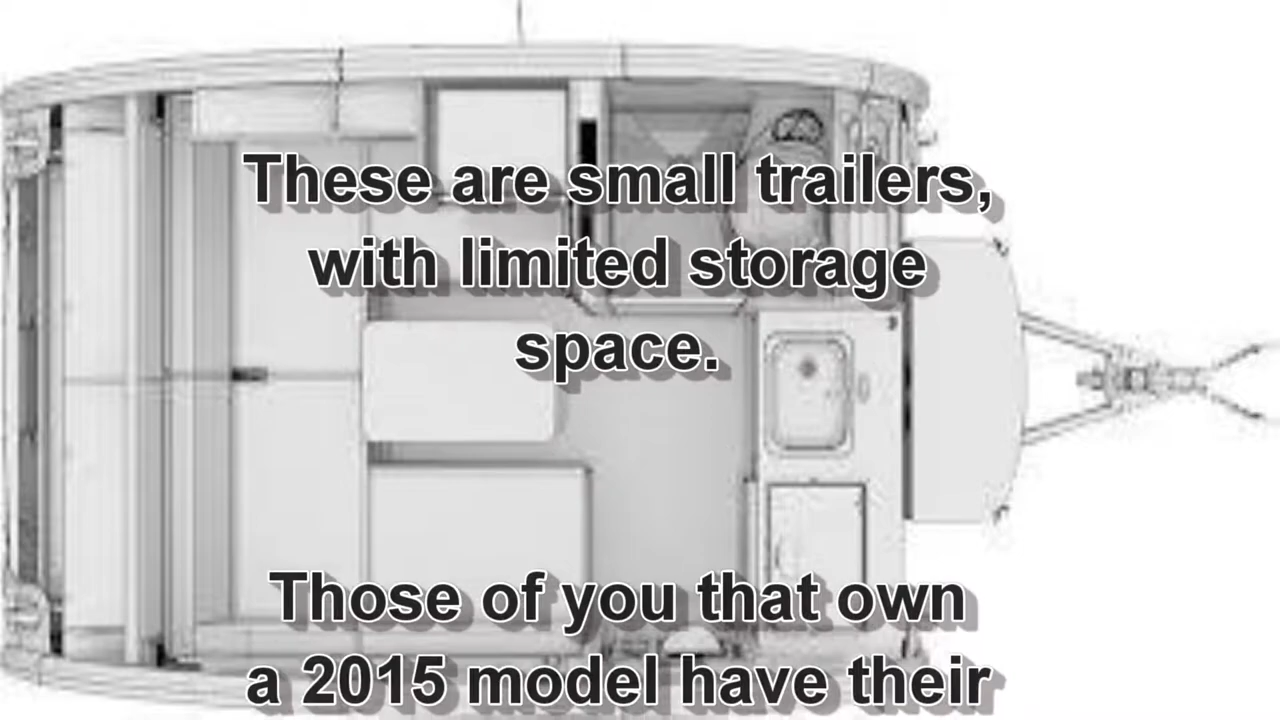 These are small trailers,
with limited storage
space.
Those of you that own
a 2015 model have their